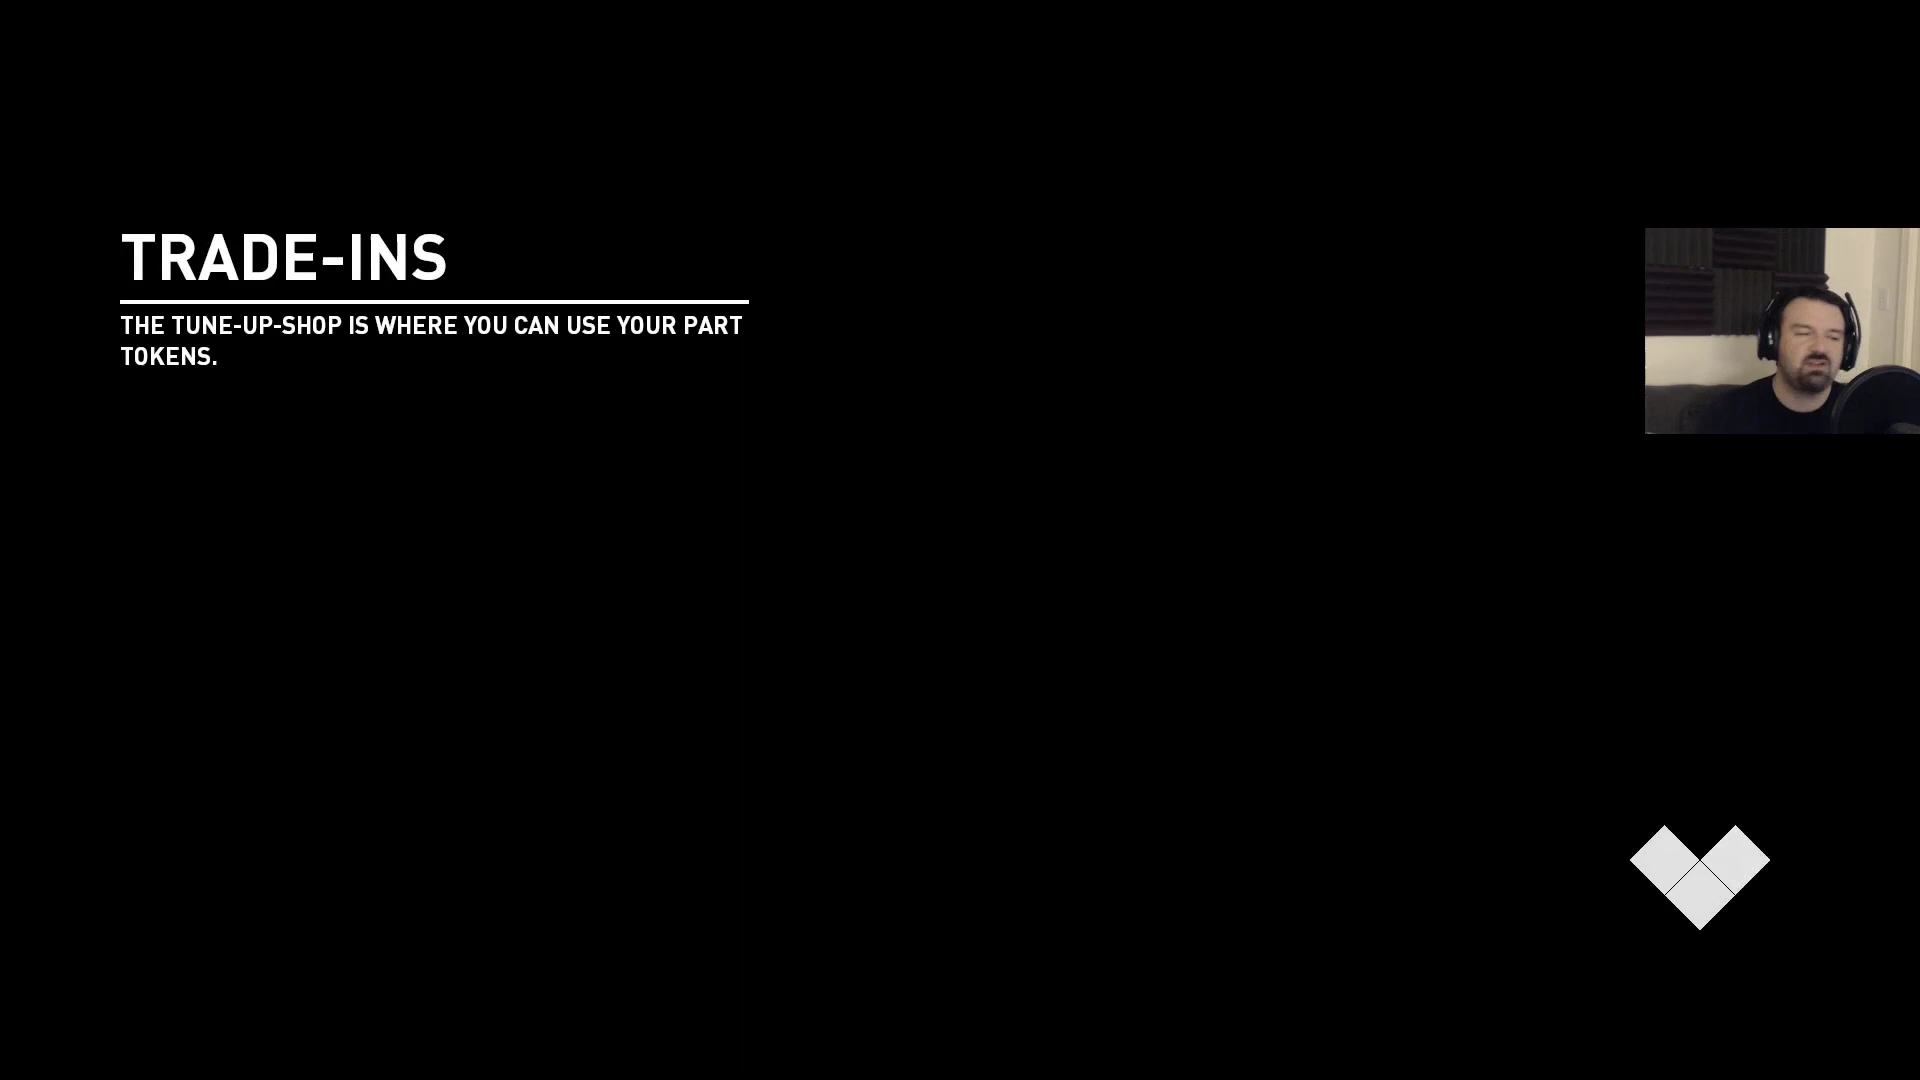 TRADE-INS
THE TUNE-UP-SHOP IS WHERE YOU CAN USE YOUR PART
TOKENS.